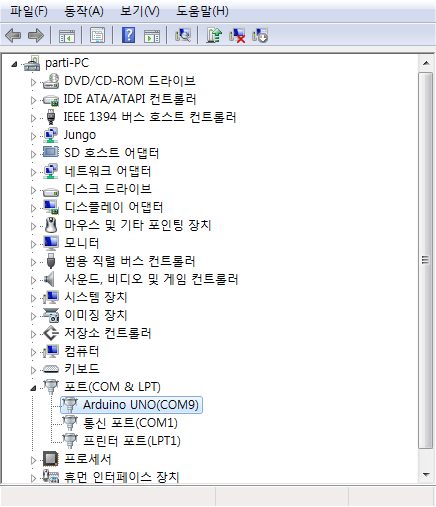 파일(F) 동작(A) 보기(V) 도움말(H)
parti-PC
DVD/CD-ROM 드라이브
IDE ATA/ATAPI 컨트롤러
IEEE 1394 버스 호스트 컨트롤러
Jungo
SD 호스트 어댑터
네트워크 어댑터
디스크 드라이브
디스플레이 어댑터
마우스 및 기타 포인팅 장치
모니터
범용 직렬 버스 컨트롤러
사운드, 비디오 및 게임 컨트롤러
시스템 장치
이미징 장치
저장소 컨트롤러
컴퓨터
키보드
포트(COM & LPT)
Arduino UNO(COM9)
통신 포트(COM1)
프린터 포트(LPT1)
프로세서
휴먼 인터페이스 장치